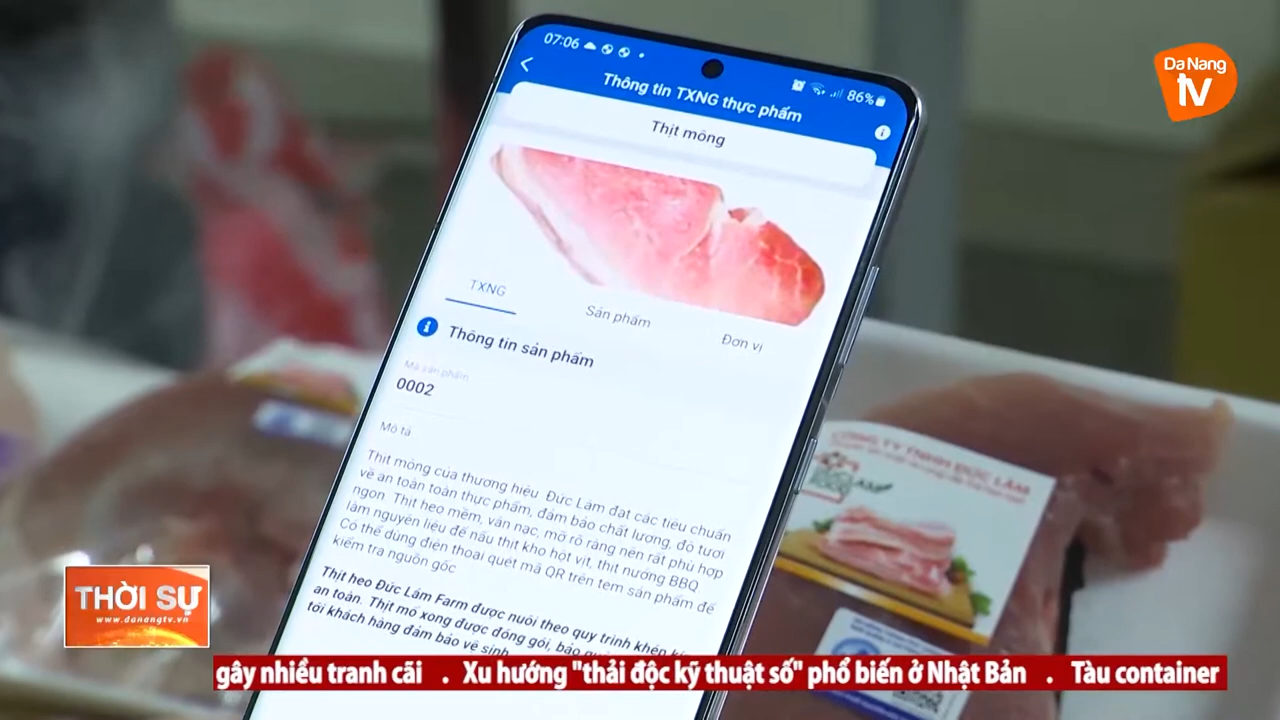 07:06
86%
Thông tin TXNG thực phẩm
Thịt mông
TXNG
Sản phẩm
Đơn vị
Thông tin sản phẩm
Mã sản phẩm
0002
Mô tả
Thịt mông của thương hiệu Đức Lâm đạt các tiêu chuẩn
về an toàn toàn thực phẩm, đảm bảo chất lượng, độ tươi
ngon. Thịt heo mềm, vân nạc, mỡ rõ ràng nên rất phù hợp
làm nguyên liệu để nấu thịt kho hột vịt, thịt nướng BBQ
Có thể dùng điện thoại quét mã QR trên tem sản phẩm để
kiểm tra nguồn gốc
Thịt heo Đức Lâm Farm được nuôi theo quy trình khép
an toàn. Thịt mổ xong được đóng gói, bảo
tới khách hàng đảm bảo vệ sinh
Da Nang
tv
CÔNG TY TNHH ĐỨC LÂM
THỜI SỰ
www.danangtv.vn
gây nhiều tranh cãi . Xu hướng "thải độc kỹ thuật số" phổ biến ở Nhật Bản . Tàu container